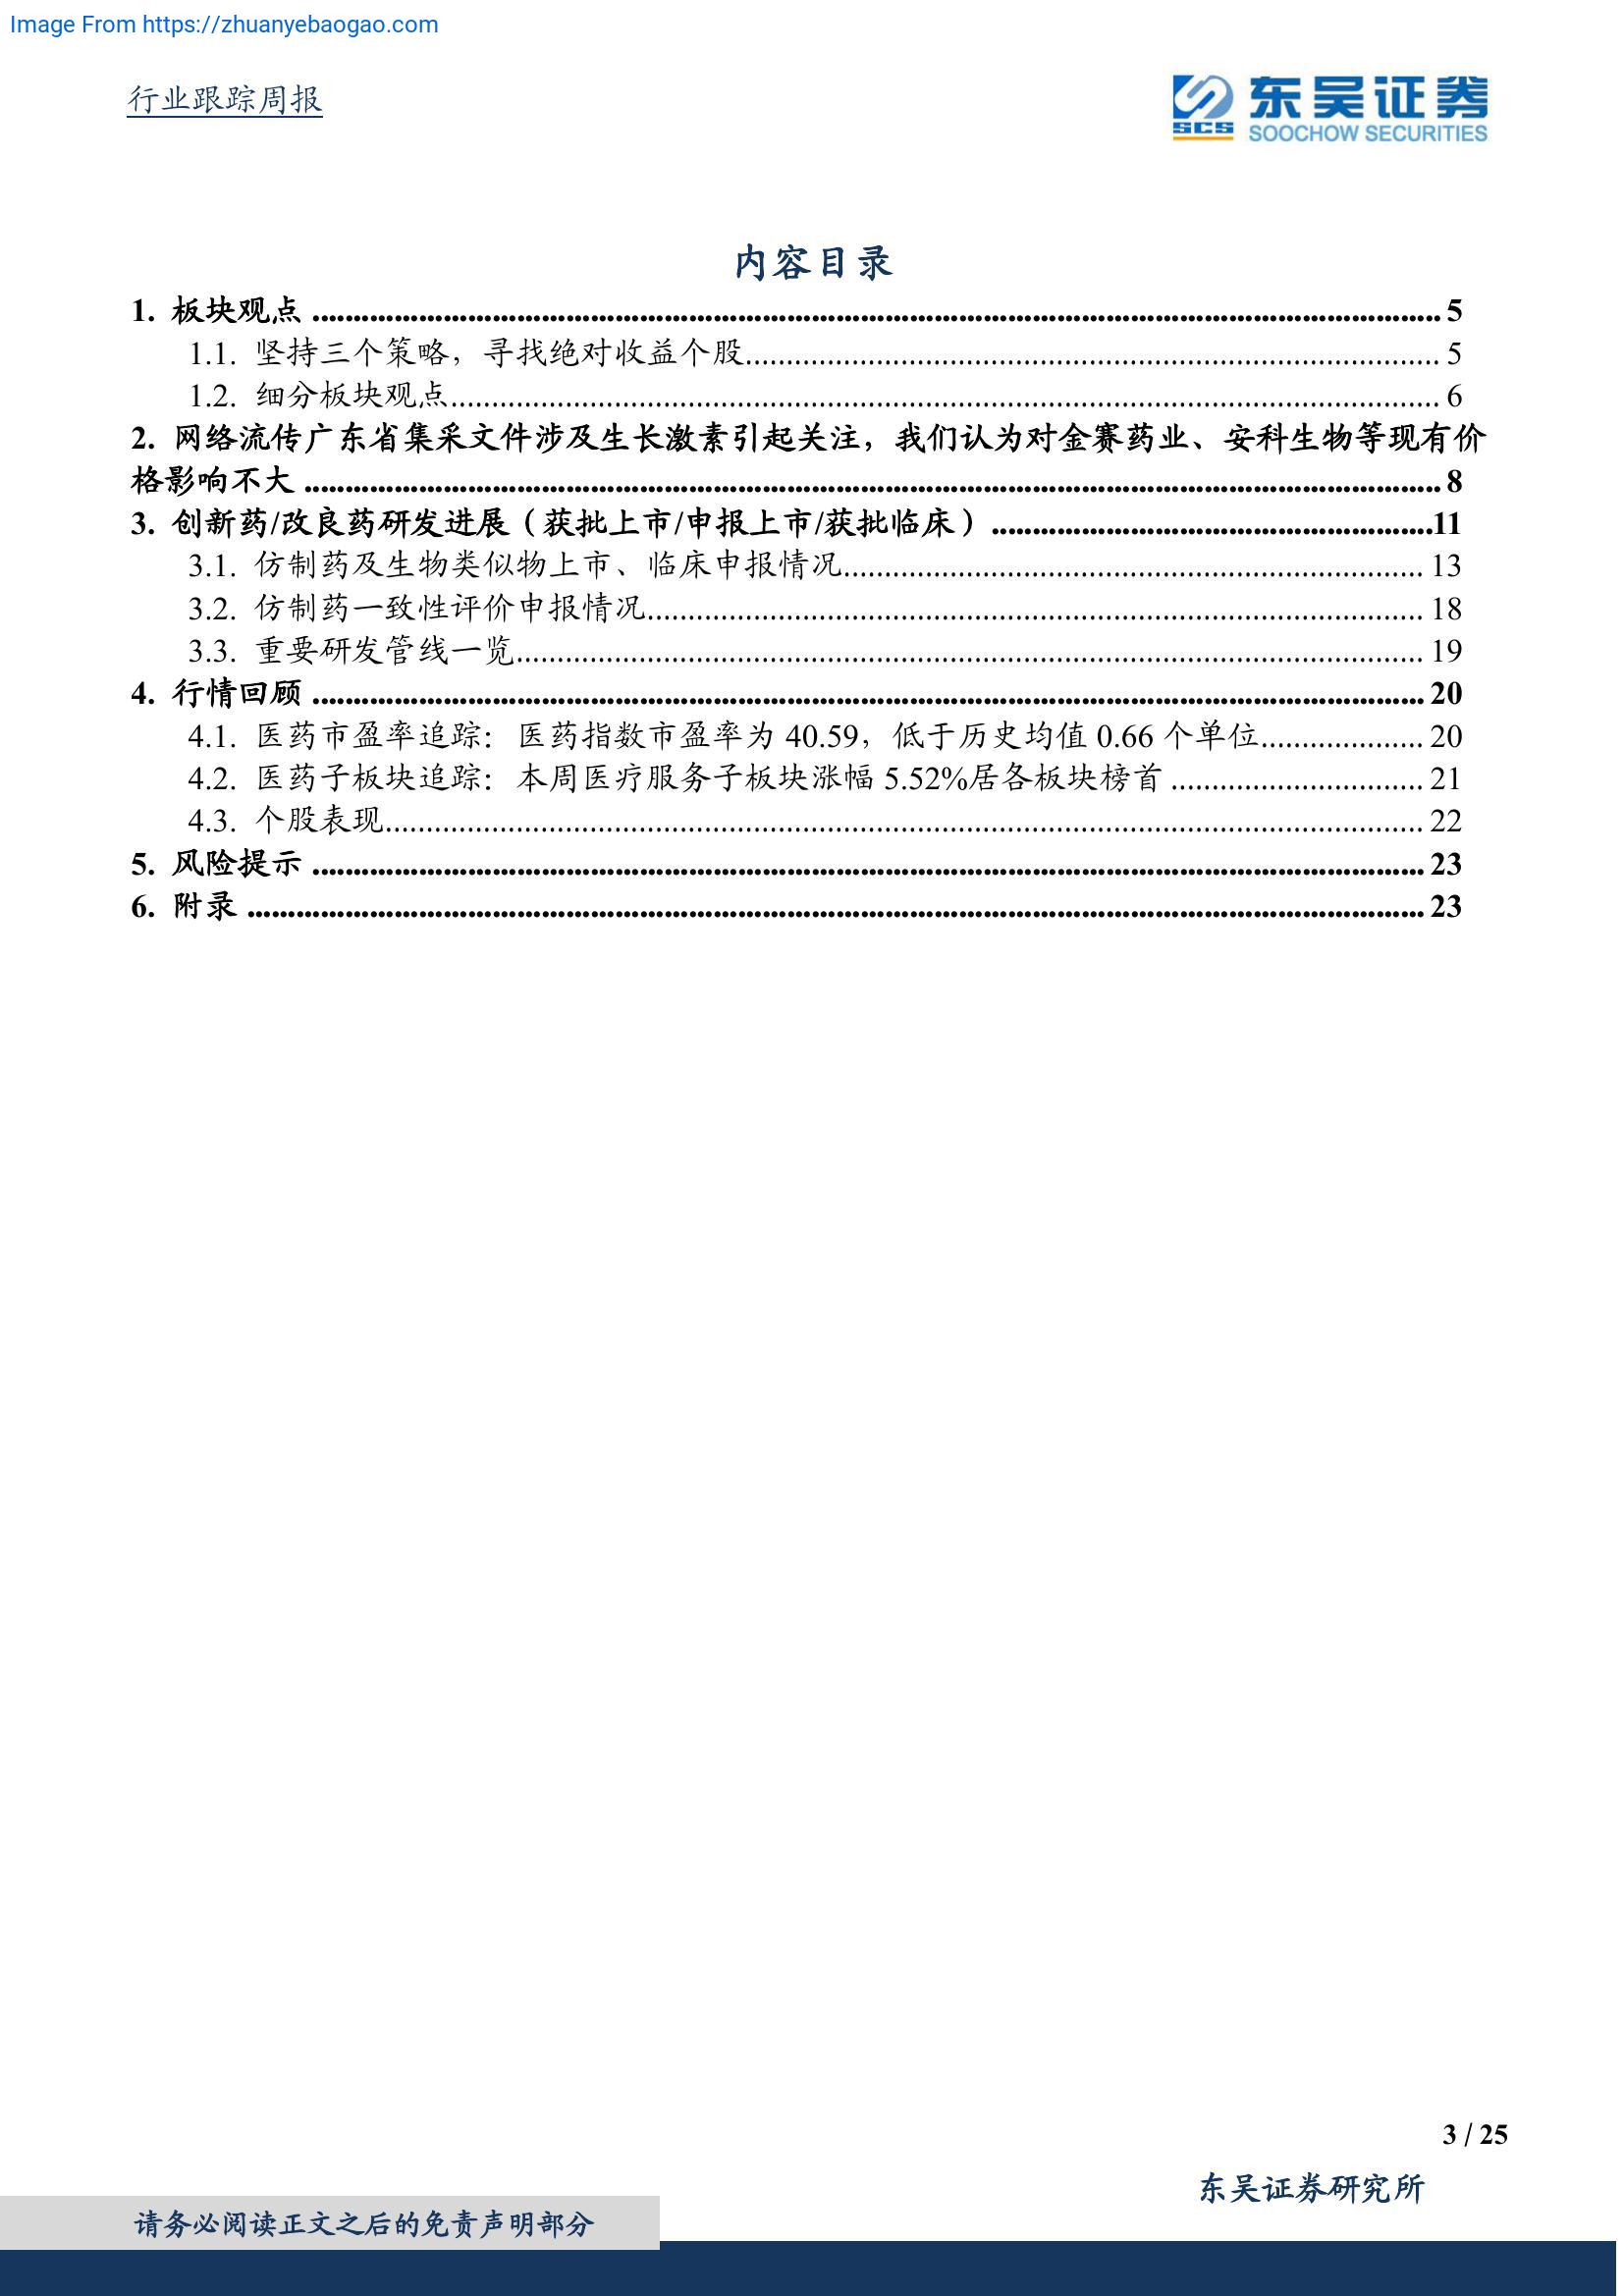 Image From https://zhuanyebaogao.com
行业跟踪周报
SCS
东吴证券
SOOCHOW SECURITIES
内容目录
1. 板块观点 ........ 5
1.1. 坚持三个策略，寻找绝对收益个股........ 5
1.2. 细分板块观点........ 6
2. 网络流传广东省集采文件涉及生长激素引起关注，我们认为对金赛药业、安科生物等现有价
格影响不大 ........ 8
3. 创新药/改良药研发进展（获批上市/申报上市/获批临床） ........11
3.1. 仿制药及生物类似物上市、临床申报情况........ 13
3.2. 仿制药一致性评价申报情况........ 18
3.3. 重要研发管线一览........ 19
4. 行情回顾 ........ 20
4.1. 医药市盈率追踪：医药指数市盈率为 40.59，低于历史均值 0.66 个单位........ 20
4.2. 医药子板块追踪：本周医疗服务子板块涨幅 5.52%居各板块榜首 ........ 21
4.3. 个股表现........ 22
5. 风险提示 ........ 23
6. 附录 ........ 23
3 / 25
东吴证券研究所
请务必阅读正文之后的免责声明部分